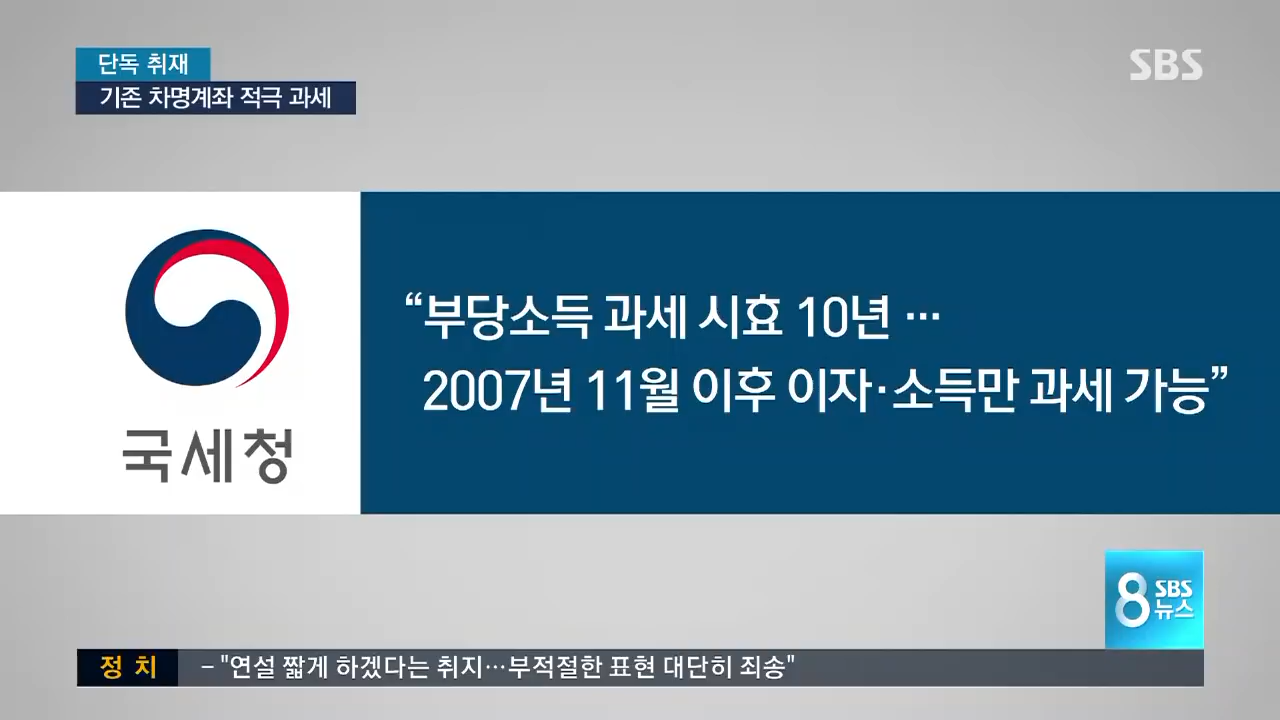 단독 취재
SBS
기존 차명계좌 적극 과세
“부당소득 과세 시효 10년 …
2007년 11월 이후 이자·소득만 과세 가능”
국세청
8 SBS
뉴스
정 치 – "연설 짧게 하겠다는 취지…부적절한 표현 대단히 죄송"